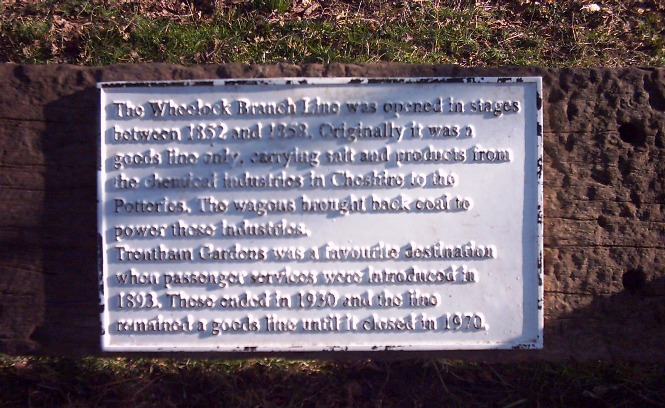 The Wheelock Branch Line was opened in stages
between 1852 and 1858. Originally it was a
goods line only, carrying salt and products from
the chemical industries in Cheshire to the
Potteries. The wagons brought back coal to
power these industries.
Trentham Gardens was a favourite destination
when passenger services were introduced in
1893. These ended in 1930 and the line
remained a goods line until it closed in 1970.